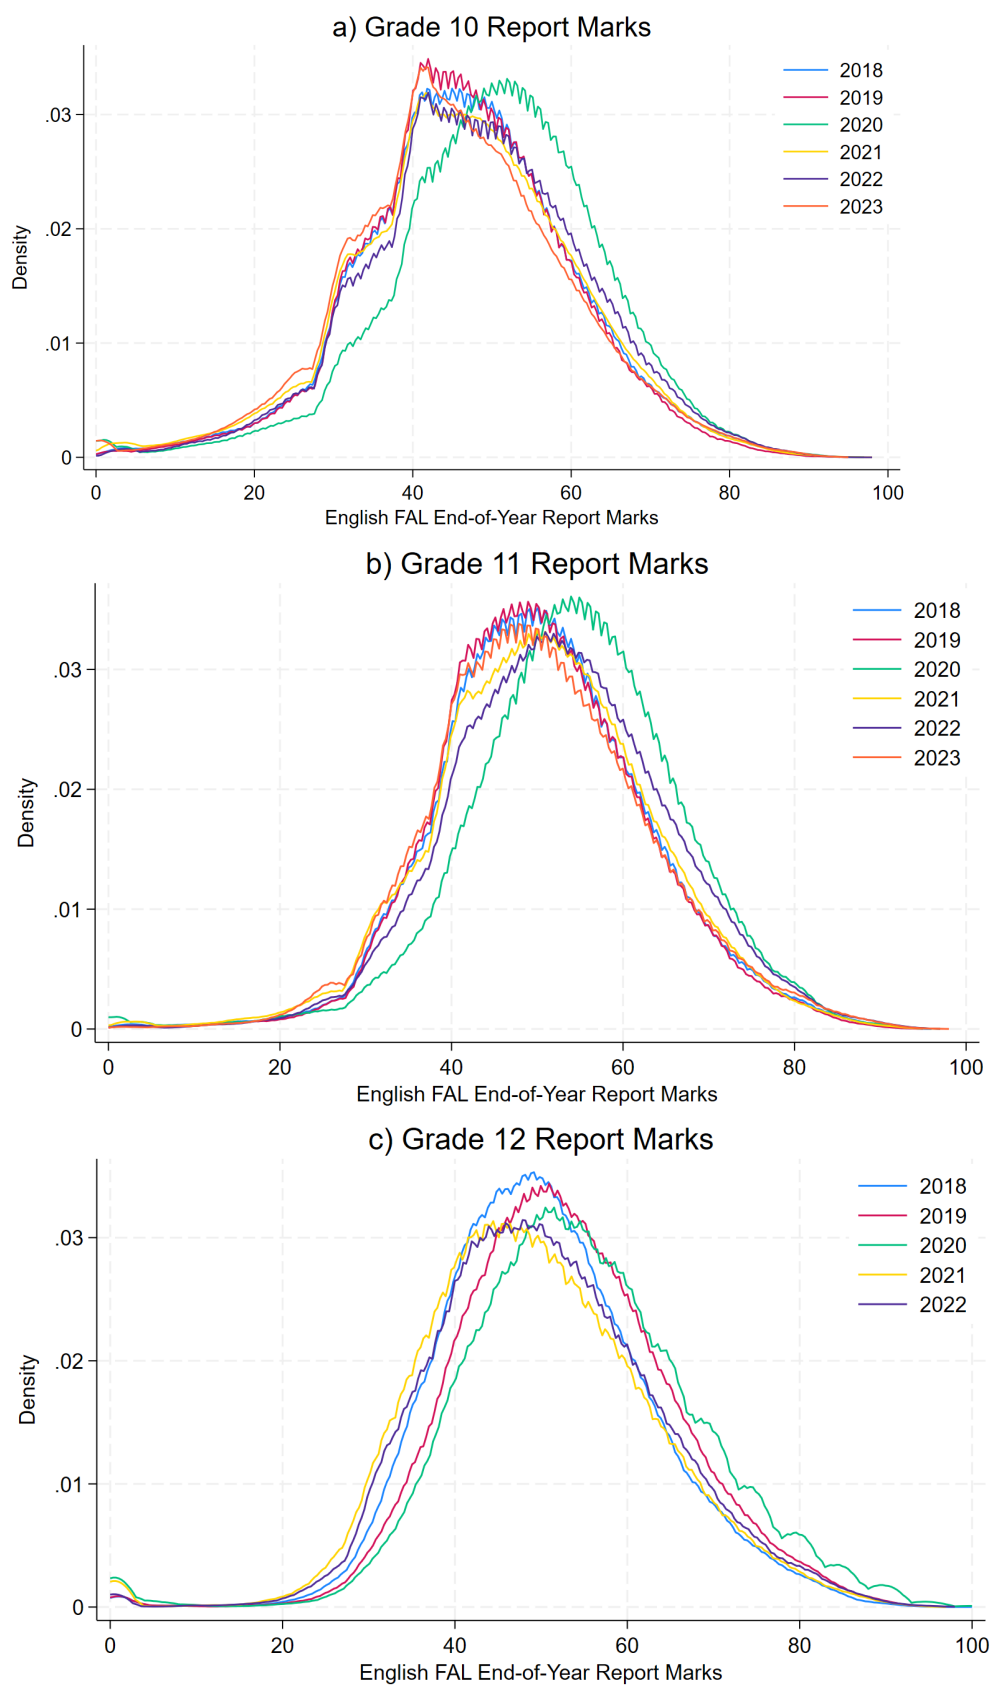 a) Grade 10 Report Marks
Density
.03
.02
.01
0
0 20 40 60 80 100
English FAL End-of-Year Report Marks
2018
2019
2020
2021
2022
2023
b) Grade 11 Report Marks
Density
.03
.02
.01
0
0 20 40 60 80 100
English FAL End-of-Year Report Marks
2018
2019
2020
2021
2022
2023
c) Grade 12 Report Marks
Density
.03
.02
.01
0
0 20 40 60 80 100
English FAL End-of-Year Report Marks
2018
2019
2020
2021
2022